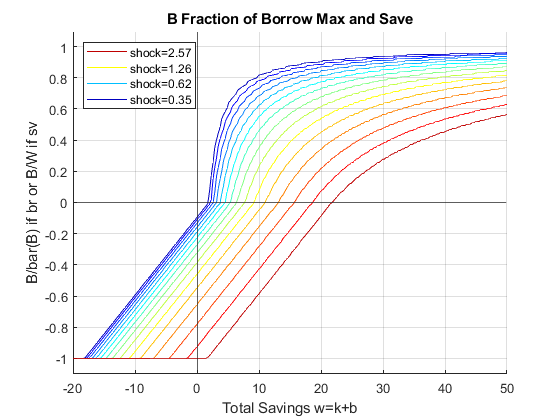 B Fraction of Borrow Max and Save
shock=2.57
shock=1.26
shock=0.62
shock=0.35
1
0.8
0.6
0.4
0.2
0
-0.2
-0.4
-0.6
-0.8
-1
B/bar(B) if br or B/W if sv
-20 -10 0 10 20 30 40 50
Total Savings w=k+b